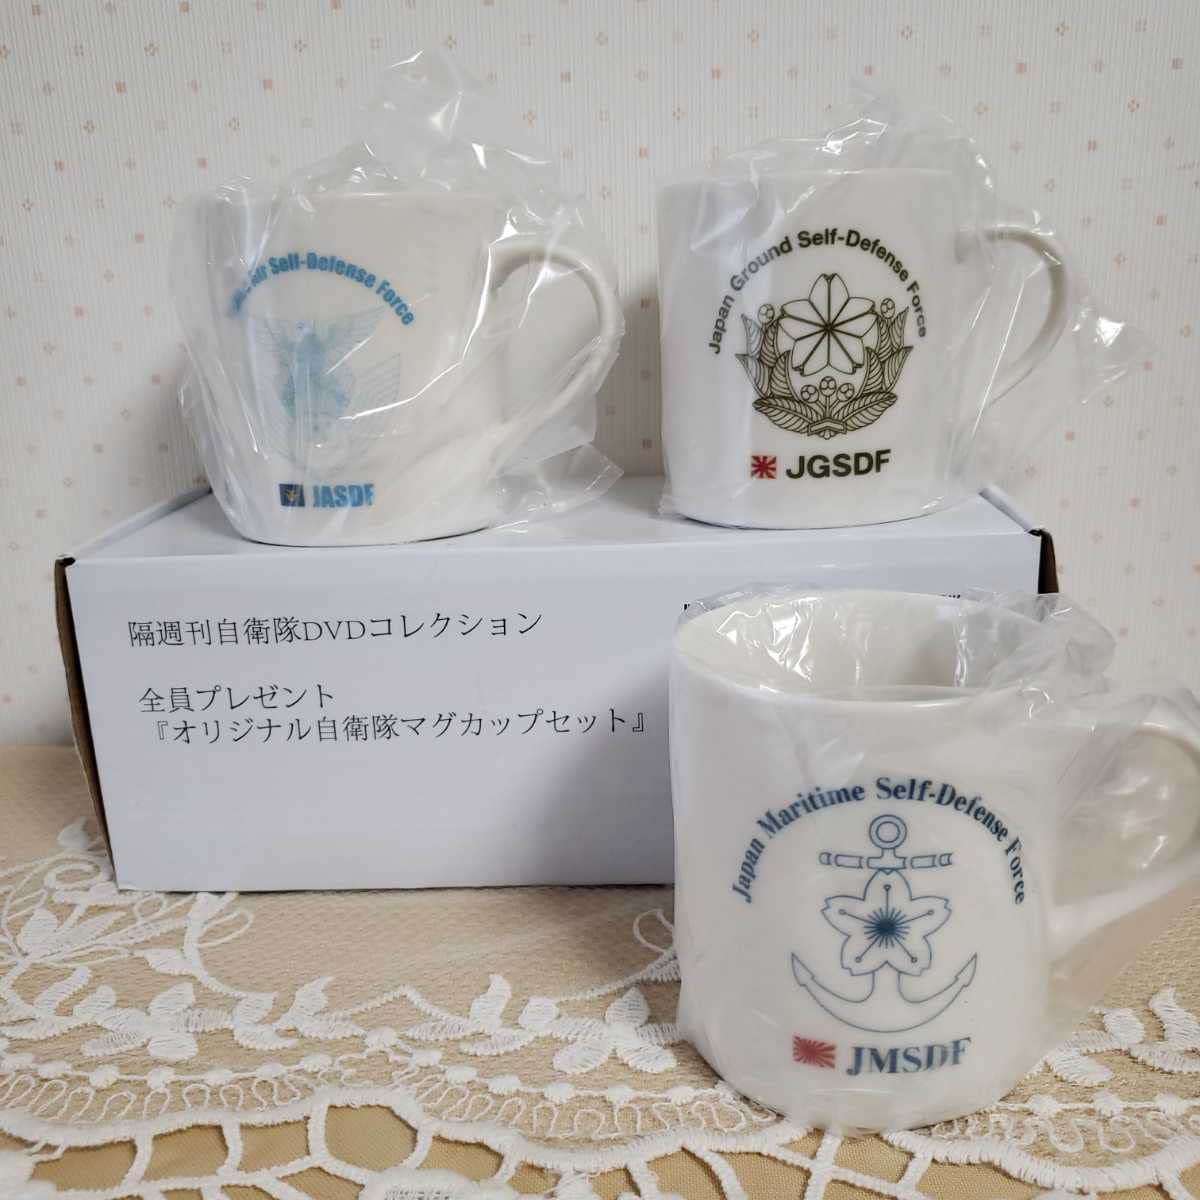 Air Self-Defense Force
JASDF
Japan Ground Self-Defense Force
JGSDF
隔週刊自衛隊DVDコレクション
全員プレゼント
『オリジナル自衛隊マグカップセット』
Japan Maritime Self-Defense Force
JMSDF